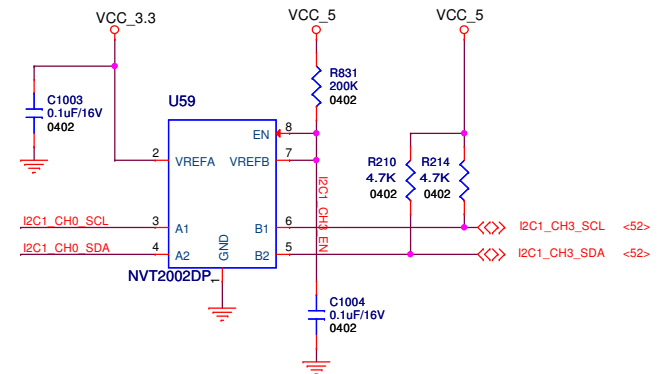 VCC_3.3
VCC_5
VCC_5
R831
200K
0402
C1003
0.1uF/16V
0402
U59
EN
8
2
VREFA
VREFB
7
R210
4.7K
0402
R214
4.7K
0402
I2C1_CH3_EN
I2C1_CH0_SCL
3
A1
B1
6
I2C1_CH3_SCL
<52>
I2C1_CH0_SDA
4
A2
GND
B2
5
I2C1_CH3_SDA
<52>
NVT2002DP
1
C1004
0.1uF/16V
0402